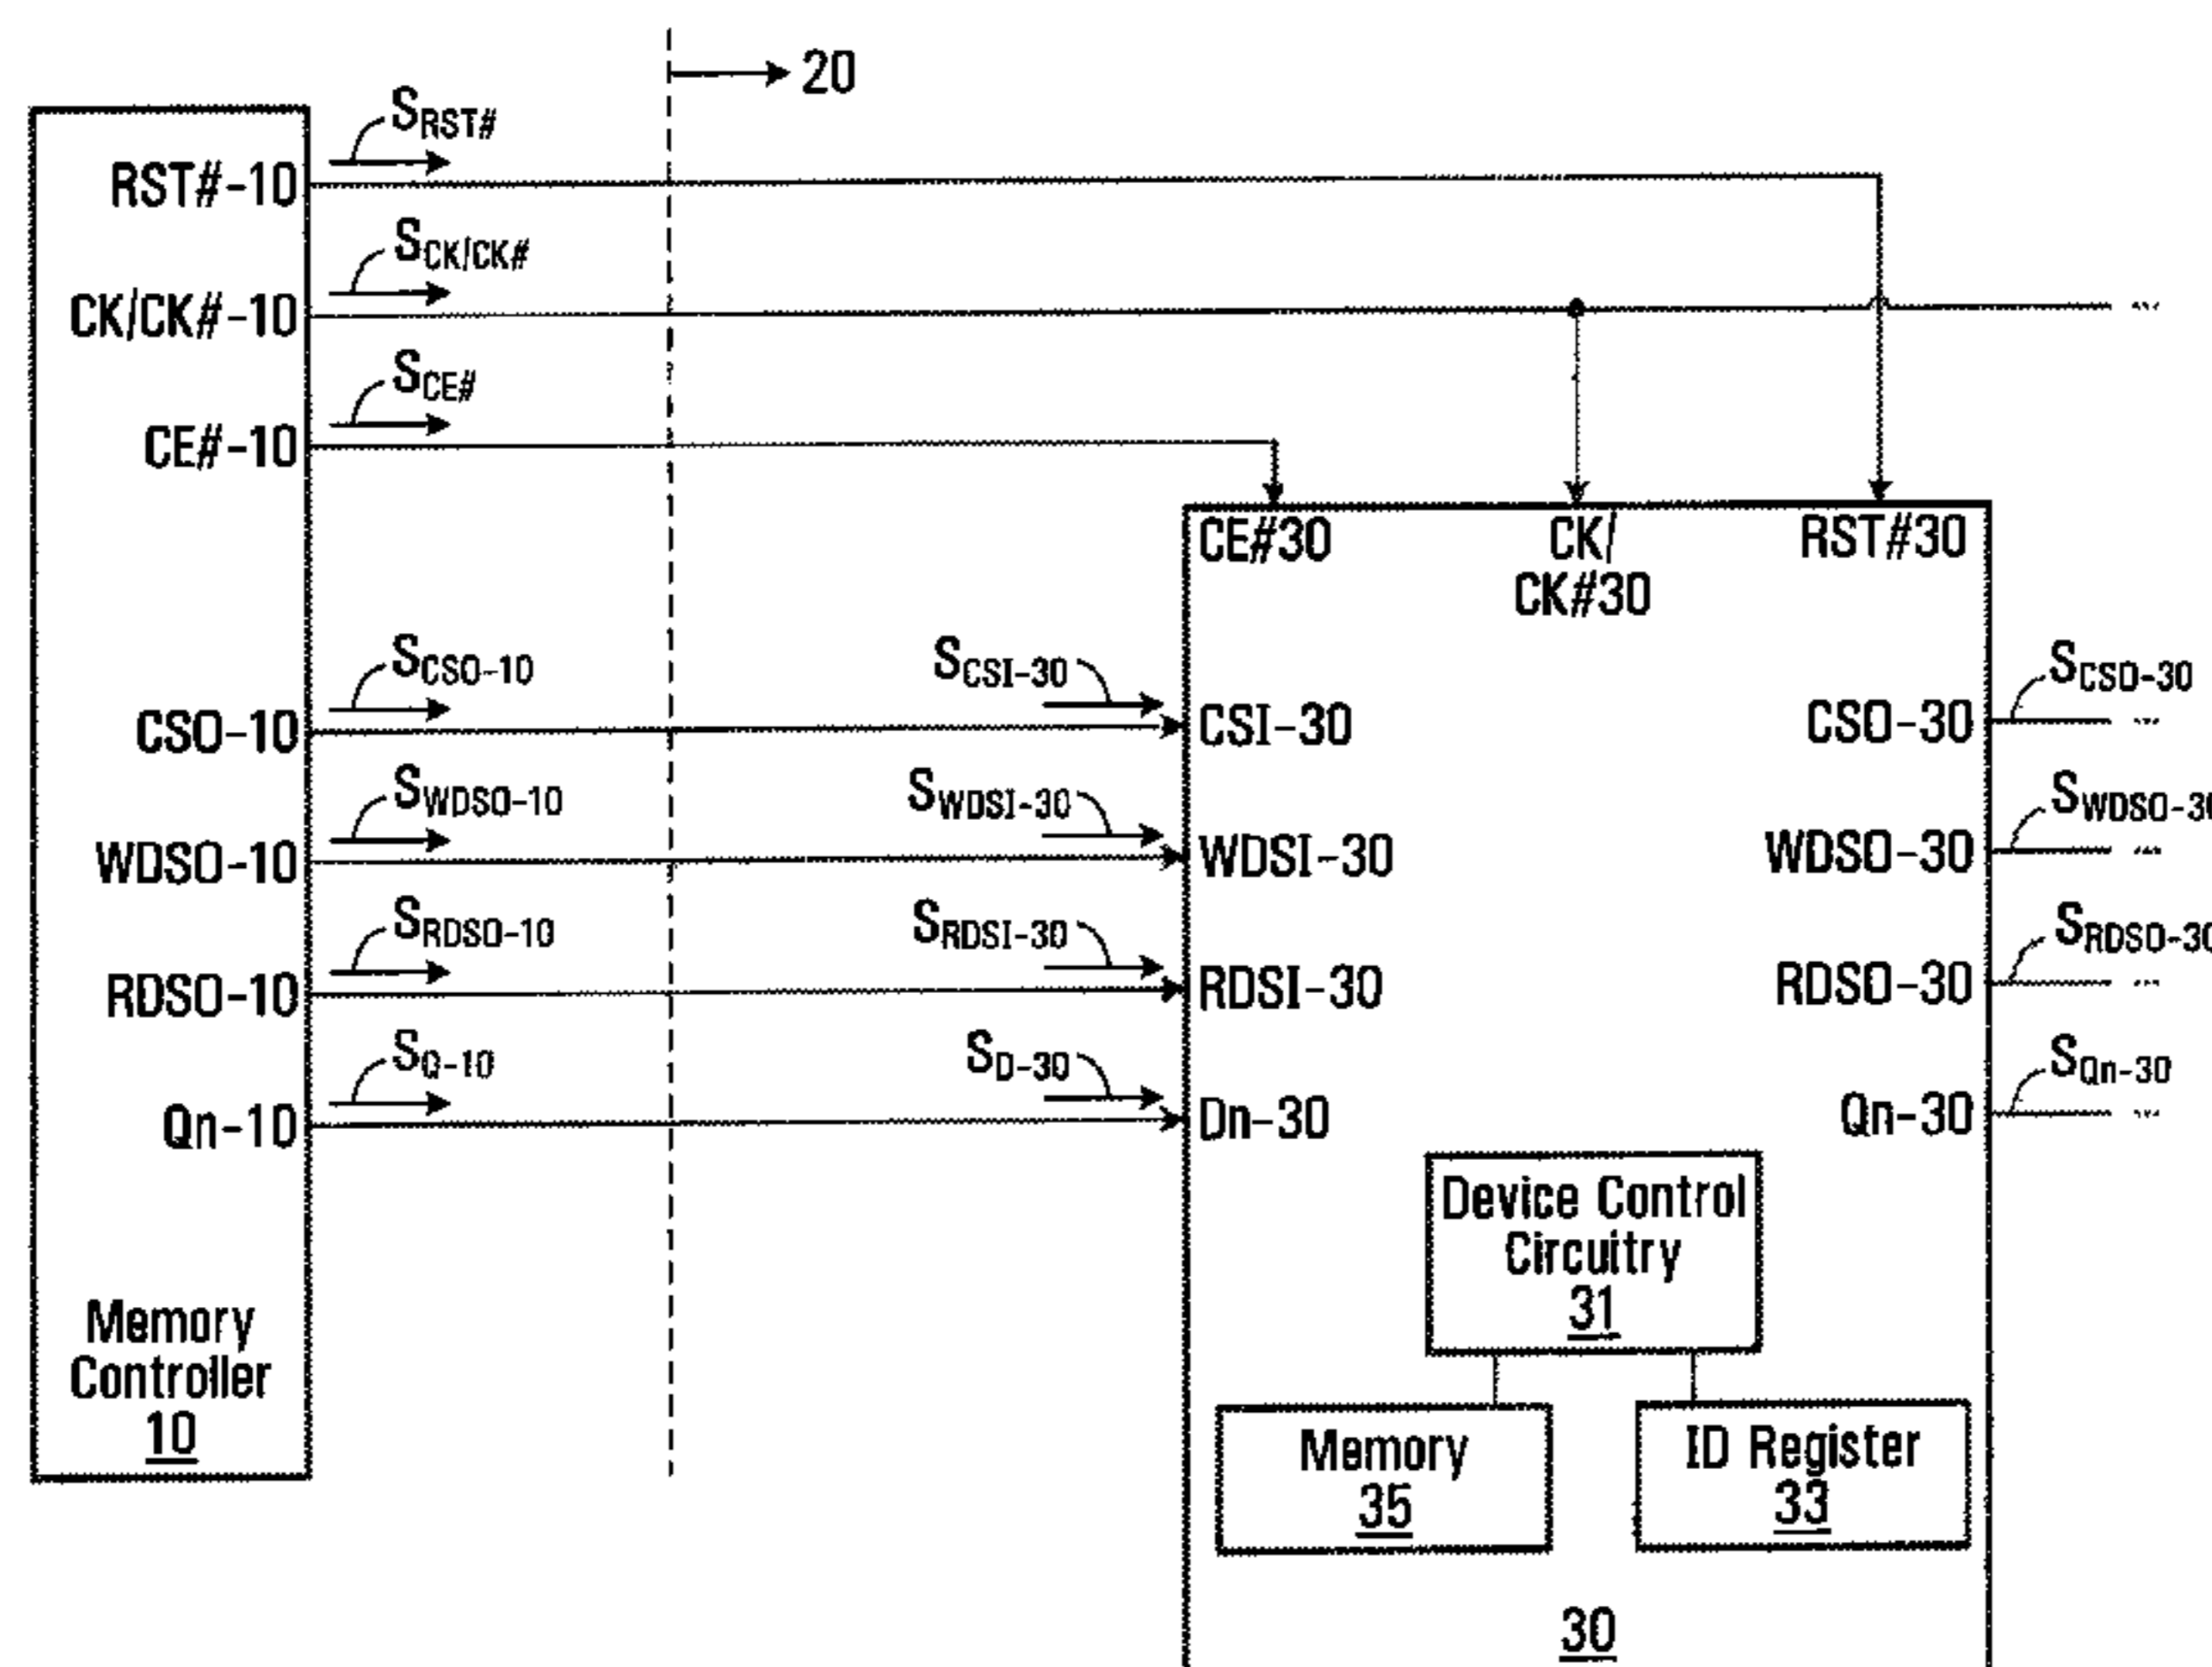 20
SRST#
RST#-10
SCK/CK#
CK/CK#-10
SCE#
CE#-10
CE#30
CK/
CK#30
RST#30
SCSO-10
SCSI-30
SCSO-30
CSO-10
CSI-30
CSO-30
SWDSO-10
SWDSI-30
SWDSO-30
WDSO-10
WDSI-30
WDSO-30
SRDSO-10
SRDSI-30
SRDSO-30
RDSO-10
RDSI-30
RDSO-30
SQ-10
SD-30
SQn-30
Qn-10
Dn-30
Qn-30
Device Control
Circuitry
31
Memory
Controller
10
Memory
35
ID Register
33
30